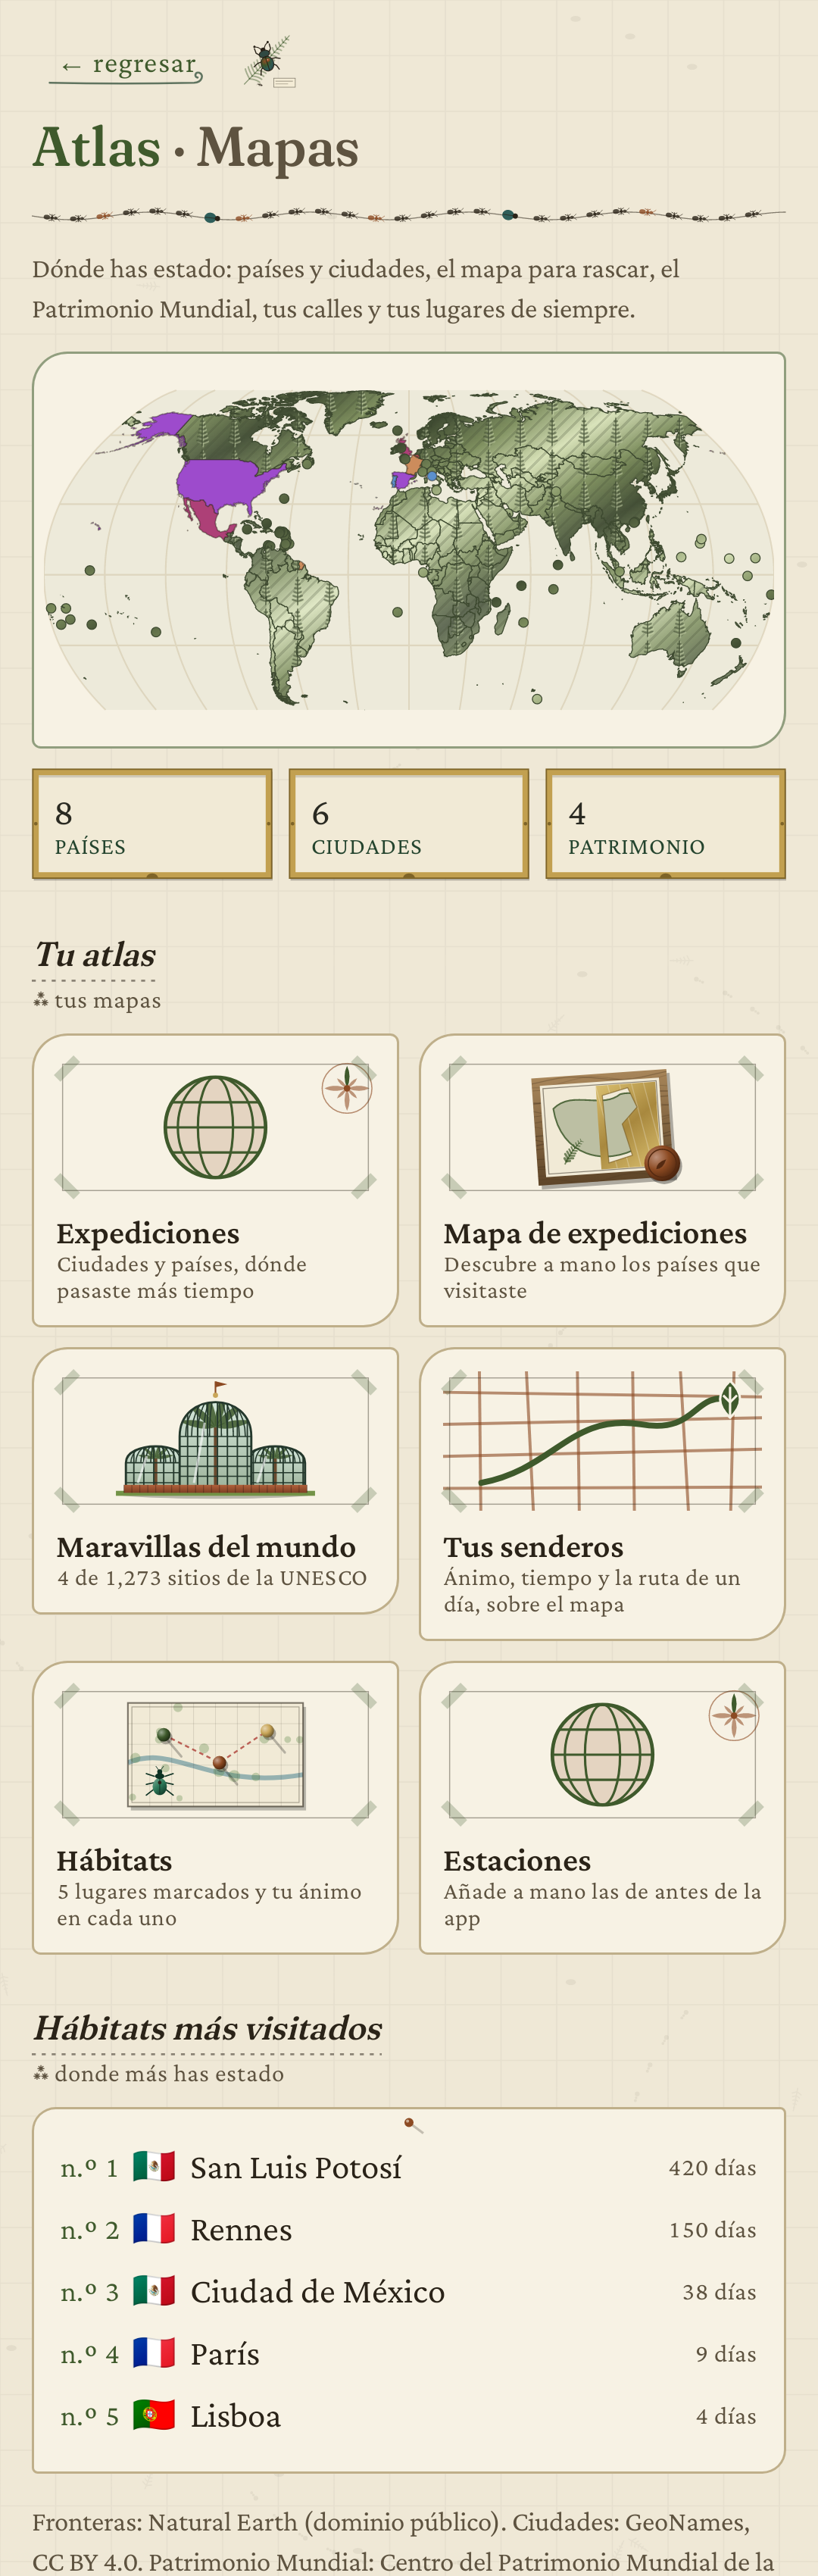 ← regresar
Atlas · Mapas
Dónde has estado: países y ciudades, el mapa para rascar, el
Patrimonio Mundial, tus calles y tus lugares de siempre.
8
PAÍSES
6
CIUDADES
4
PATRIMONIO
Tu atlas
⁂ tus mapas
Expediciones
Ciudades y países, dónde
pasaste más tiempo
Mapa de expediciones
Descubre a mano los países que
visitaste
Maravillas del mundo
4 de 1,273 sitios de la UNESCO
Tus senderos
Ánimo, tiempo y la ruta de un
día, sobre el mapa
Hábitats
5 lugares marcados y tu ánimo
en cada uno
Estaciones
Añade a mano las de antes de la
app
Hábitats más visitados
⁂ donde más has estado
n.º 1 San Luis Potosí 420 días
n.º 2 Rennes 150 días
n.º 3 Ciudad de México 38 días
n.º 4 París 9 días
n.º 5 Lisboa 4 días
Fronteras: Natural Earth (dominio público). Ciudades: GeoNames,
CC BY 4.0. Patrimonio Mundial: Centro del Patrimonio Mundial de la